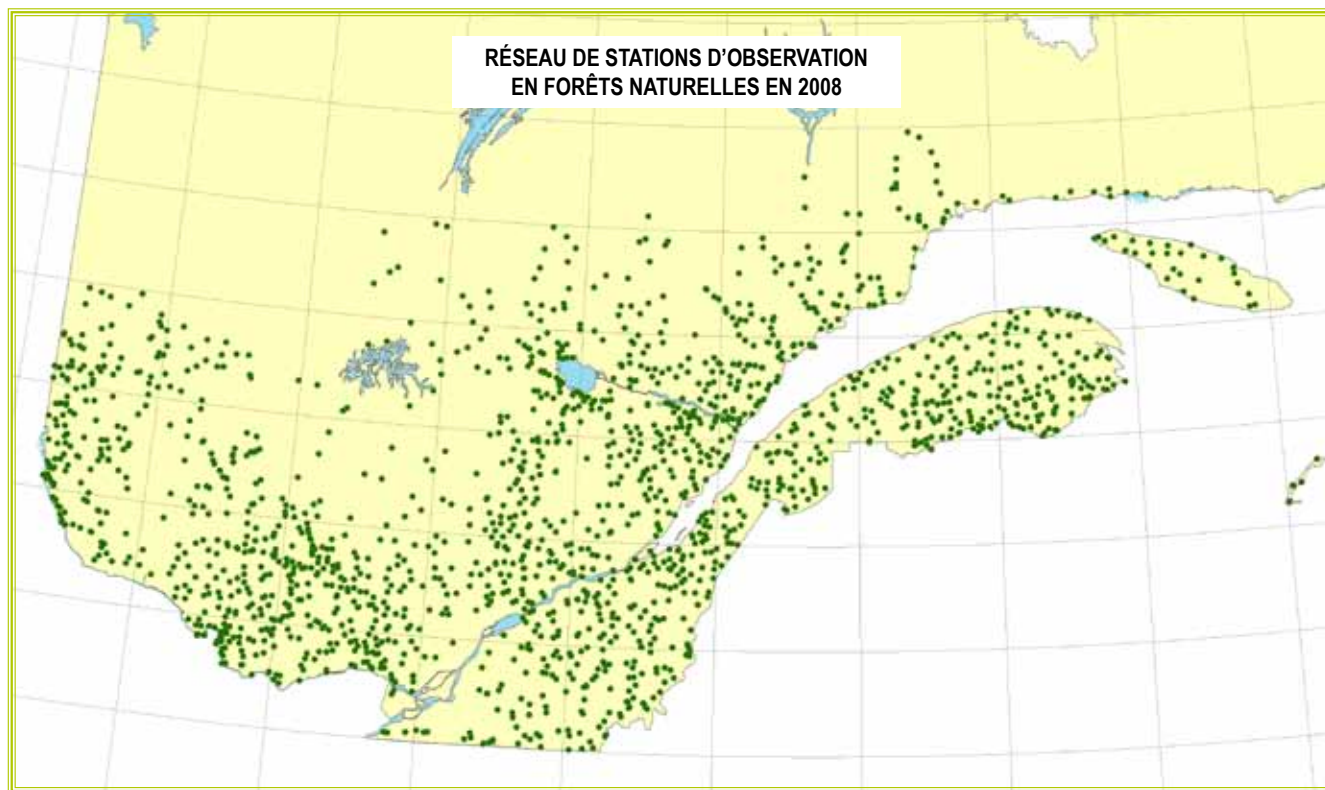 RÉSEAU DE STATIONS D’OBSERVATION
EN FORÊTS NATURELLES EN 2008